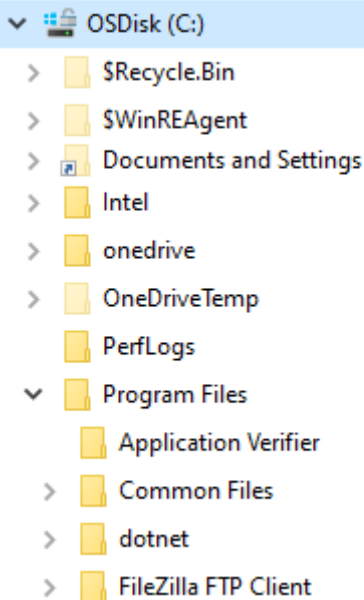 OSDisk (C:)
$Recycle.Bin
$WinREAgent
Documents and Settings
Intel
onedrive
OneDriveTemp
PerfLogs
Program Files
Application Verifier
Common Files
dotnet
FileZilla FTP Client